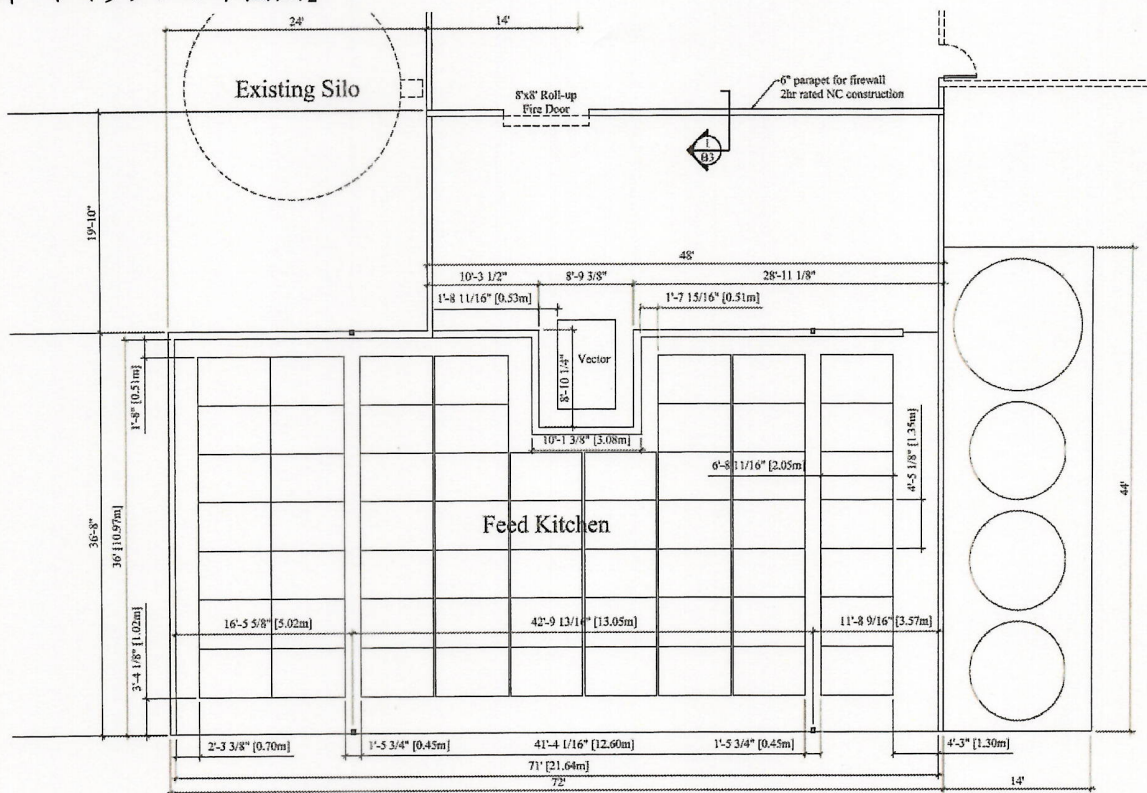 24'
14'
Existing Silo
8'x8' Roll-up
Fire Door
6" parapet for firewall
2hr rated NC construction
1
B3
19'-10"
48'
10'-3 1/2"
8'-9 3/8"
28'-11 1/8"
1'-8 11/16" [0.53m]
1'-7 15/16" [0.51m]
Vector
8'-10 1/4"
1'-8" [0.51m]
10'-1 3/8" [3.08m]
6'-8 11/16" [2.05m]
4'-5 1/8" [1.35m]
44'
Feed Kitchen
36'-8"
36' [10.97m]
16'-5 5/8" [5.02m]
42'-9 13/16" [13.05m]
11'-8 9/16" [3.57m]
3'-4 1/8" [1.02m]
2'-3 3/8" [0.70m]
1'-5 3/4" [0.45m]
41'-4 1/16" [12.60m]
1'-5 3/4" [0.45m]
4'-3" [1.30m]
71' [21.64m]
72'
14'